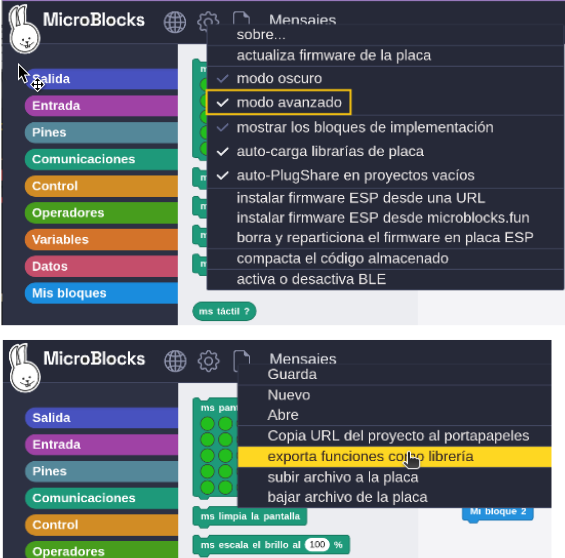 MicroBlocks
Mensajes
sobre...
actualiza firmware de la placa
modo oscuro
modo avanzado
mostrar los bloques de implementación
auto-carga librarías de placa
auto-PlugShare en proyectos vacíos
instalar firmware ESP desde una URL
instalar firmware ESP desde microblocks.fun
borra y reparticiona el firmware en placa ESP
compacta el código almacenado
activa o desactiva BLE
Salida
Entrada
Pines
Comunicaciones
Control
Operadores
Variables
Datos
Mis bloques
ms táctil ?
MicroBlocks
Mensajes
Guarda
Nuevo
Abre
Copia URL del proyecto al portapapeles
exporta funciones como librería
subir archivo a la placa
bajar archivo de la placa
Salida
Entrada
Pines
Comunicaciones
Control
Operadores
ms pan
ms limpia la pantalla
ms escala el brillo al 100 %
Mi bloque 2